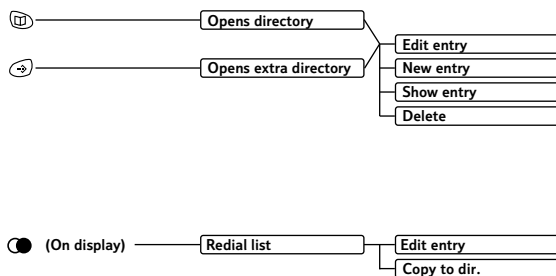 Opens directory
Edit entry
Opens extra directory
New entry
Show entry
Delete
(On display)
Redial list
Edit entry
Copy to dir.